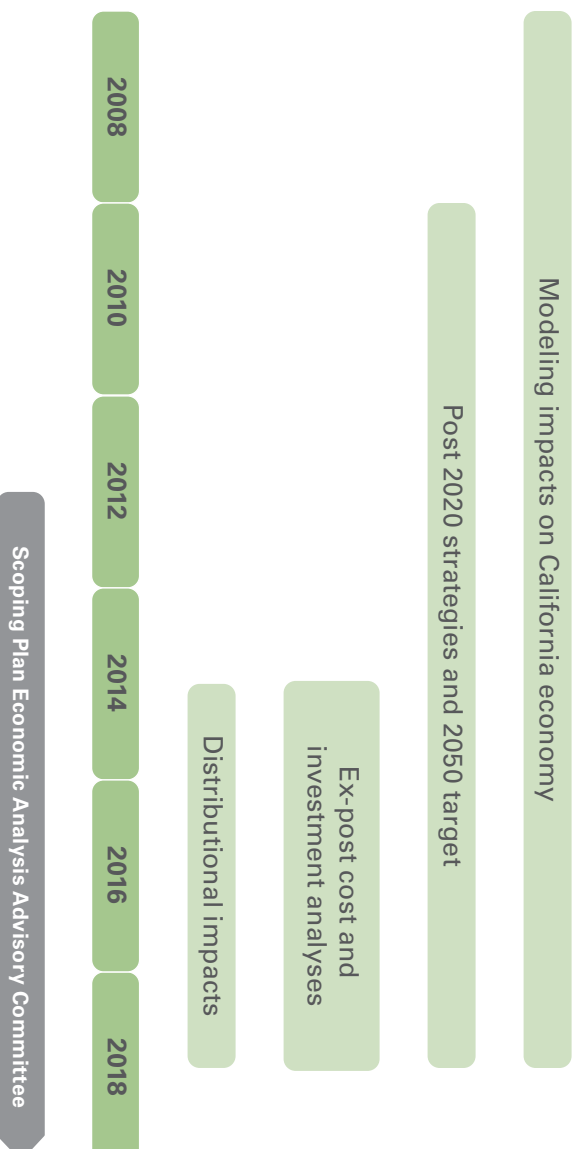 Modeling impacts on California economy
Post 2020 strategies and 2050 target
Ex-post cost and
investment analyses
Distributional impacts
2008
2010
2012
2014
2016
2018
Scoping Plan Economic Analysis Advisory Committee